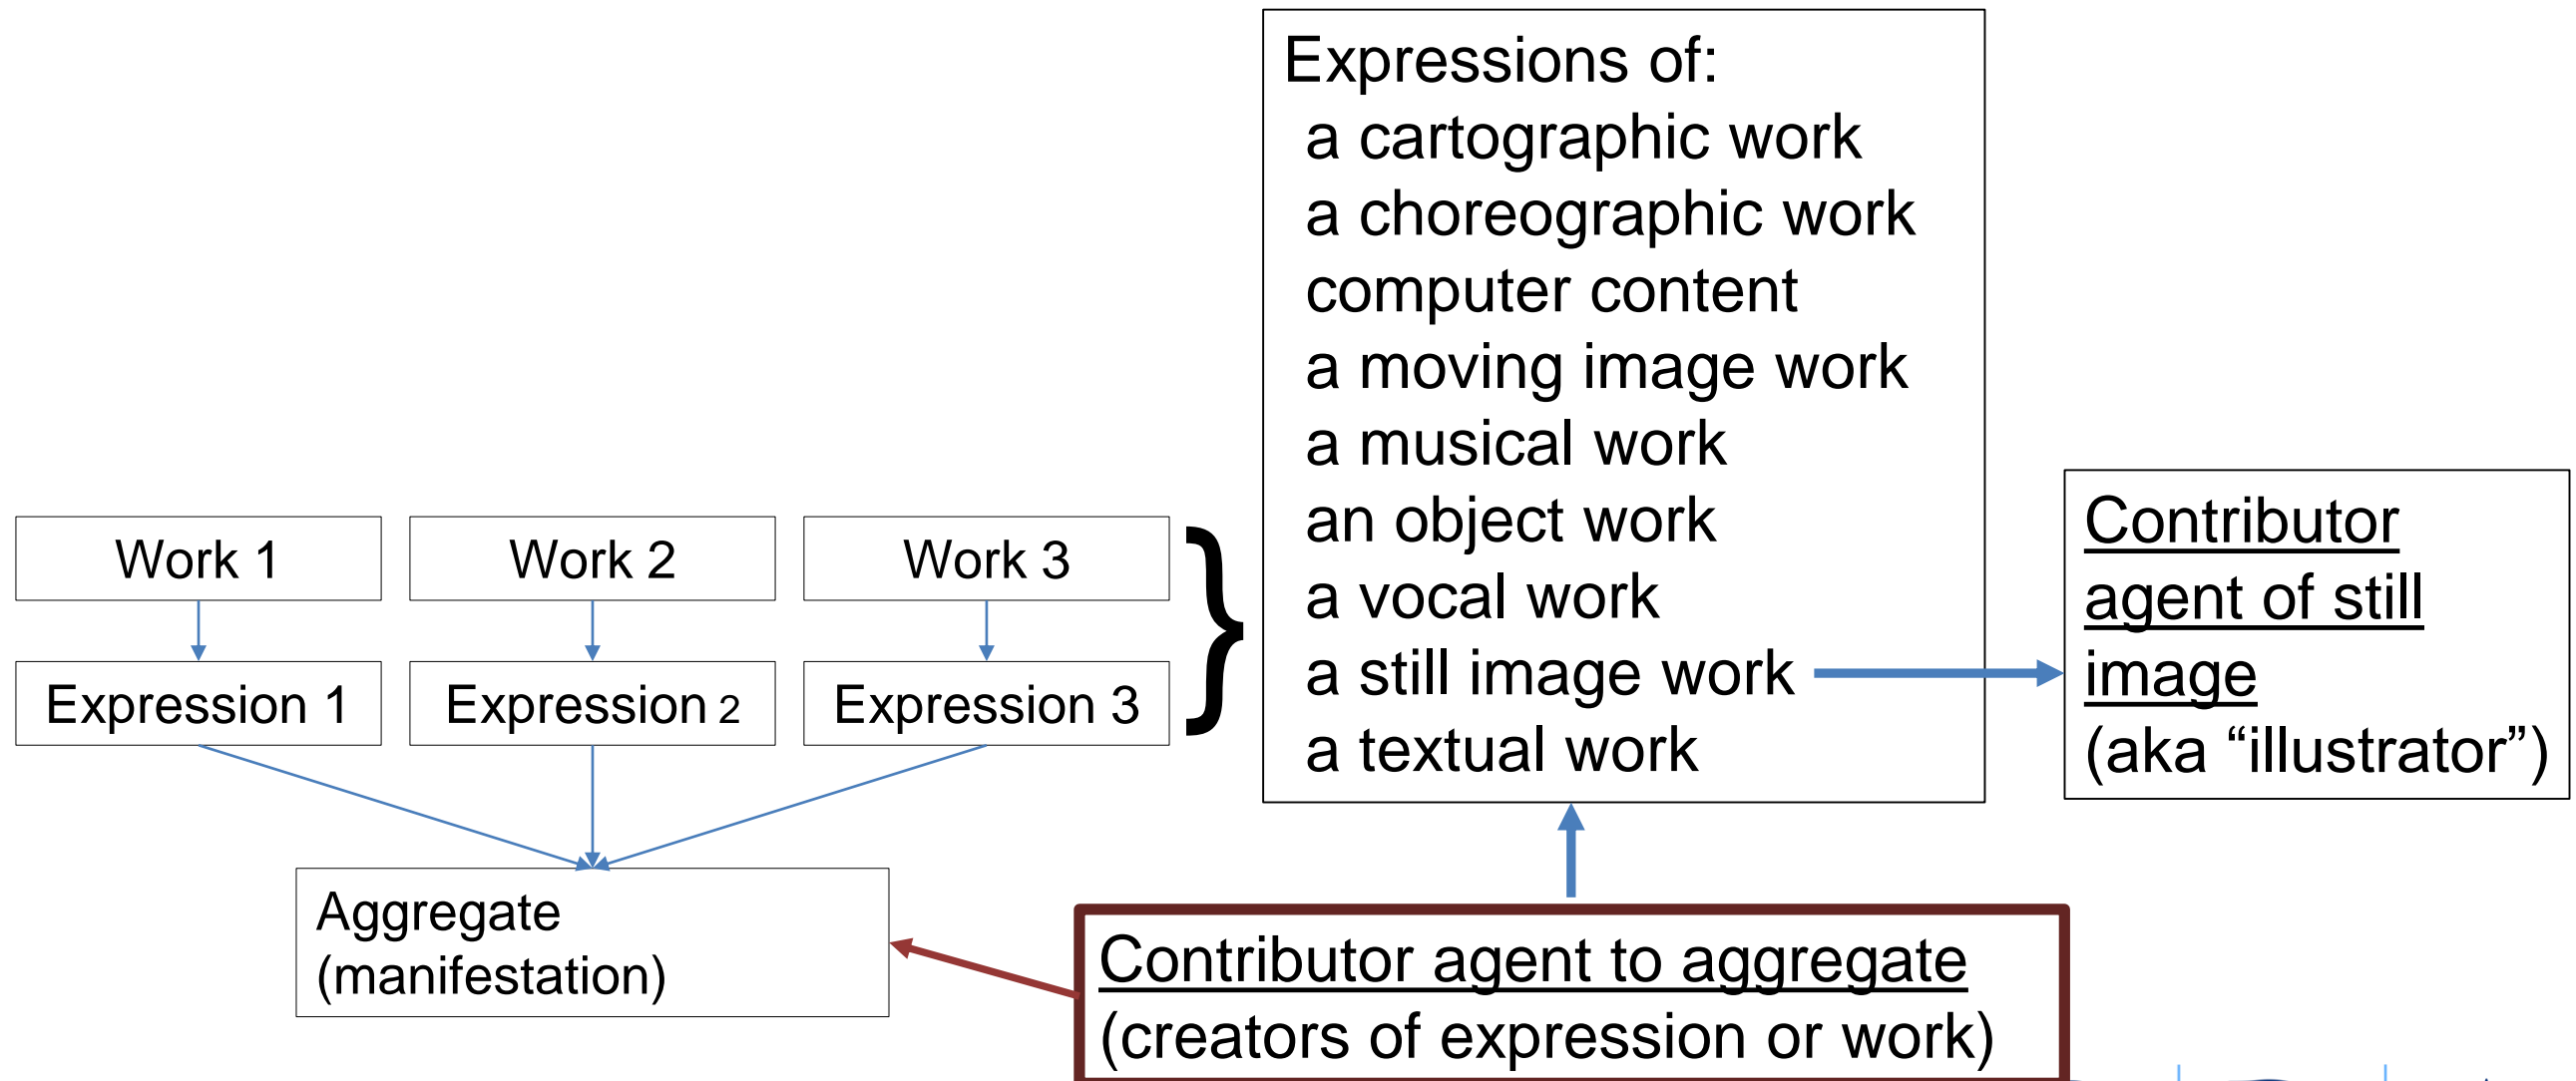 Work 1
Work 2
Work 3
Expression 1
Expression 2
Expression 3
Aggregate
(manifestation)
Expressions of:
a cartographic work
a choreographic work
computer content
a moving image work
a musical work
an object work
a vocal work
a still image work
a textual work
Contributor
agent of still
image
(aka “illustrator”)
Contributor agent to aggregate
(creators of expression or work)